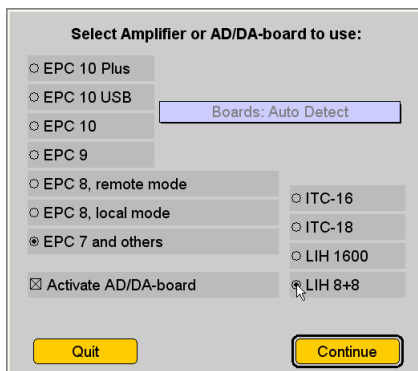 Select Amplifier or AD/DA-board to use:
EPC 10 Plus
EPC 10 USB
Boards: Auto Detect
EPC 10
EPC 9
EPC 8, remote mode
EPC 8, local mode
EPC 7 and others
ITC-16
ITC-18
LIH 1600
Activate AD/DA-board
LIH 8+8
Quit
Continue